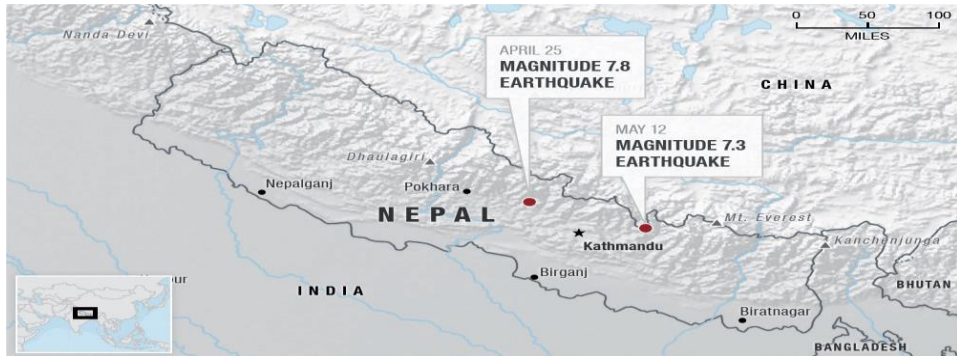 Nanda Devi
0 50 100
MILES
APRIL 25
MAGNITUDE 7.8
EARTHQUAKE
CHINA
MAY 12
MAGNITUDE 7.3
EARTHQUAKE
Dhaulagiri
Nepalganj
Pokhara
NEPAL
Mt. Everest
Kathmandu
Kanchenjunga
Birganj
BHUTAN
INDIA
Biratnagar
BANGLADESH